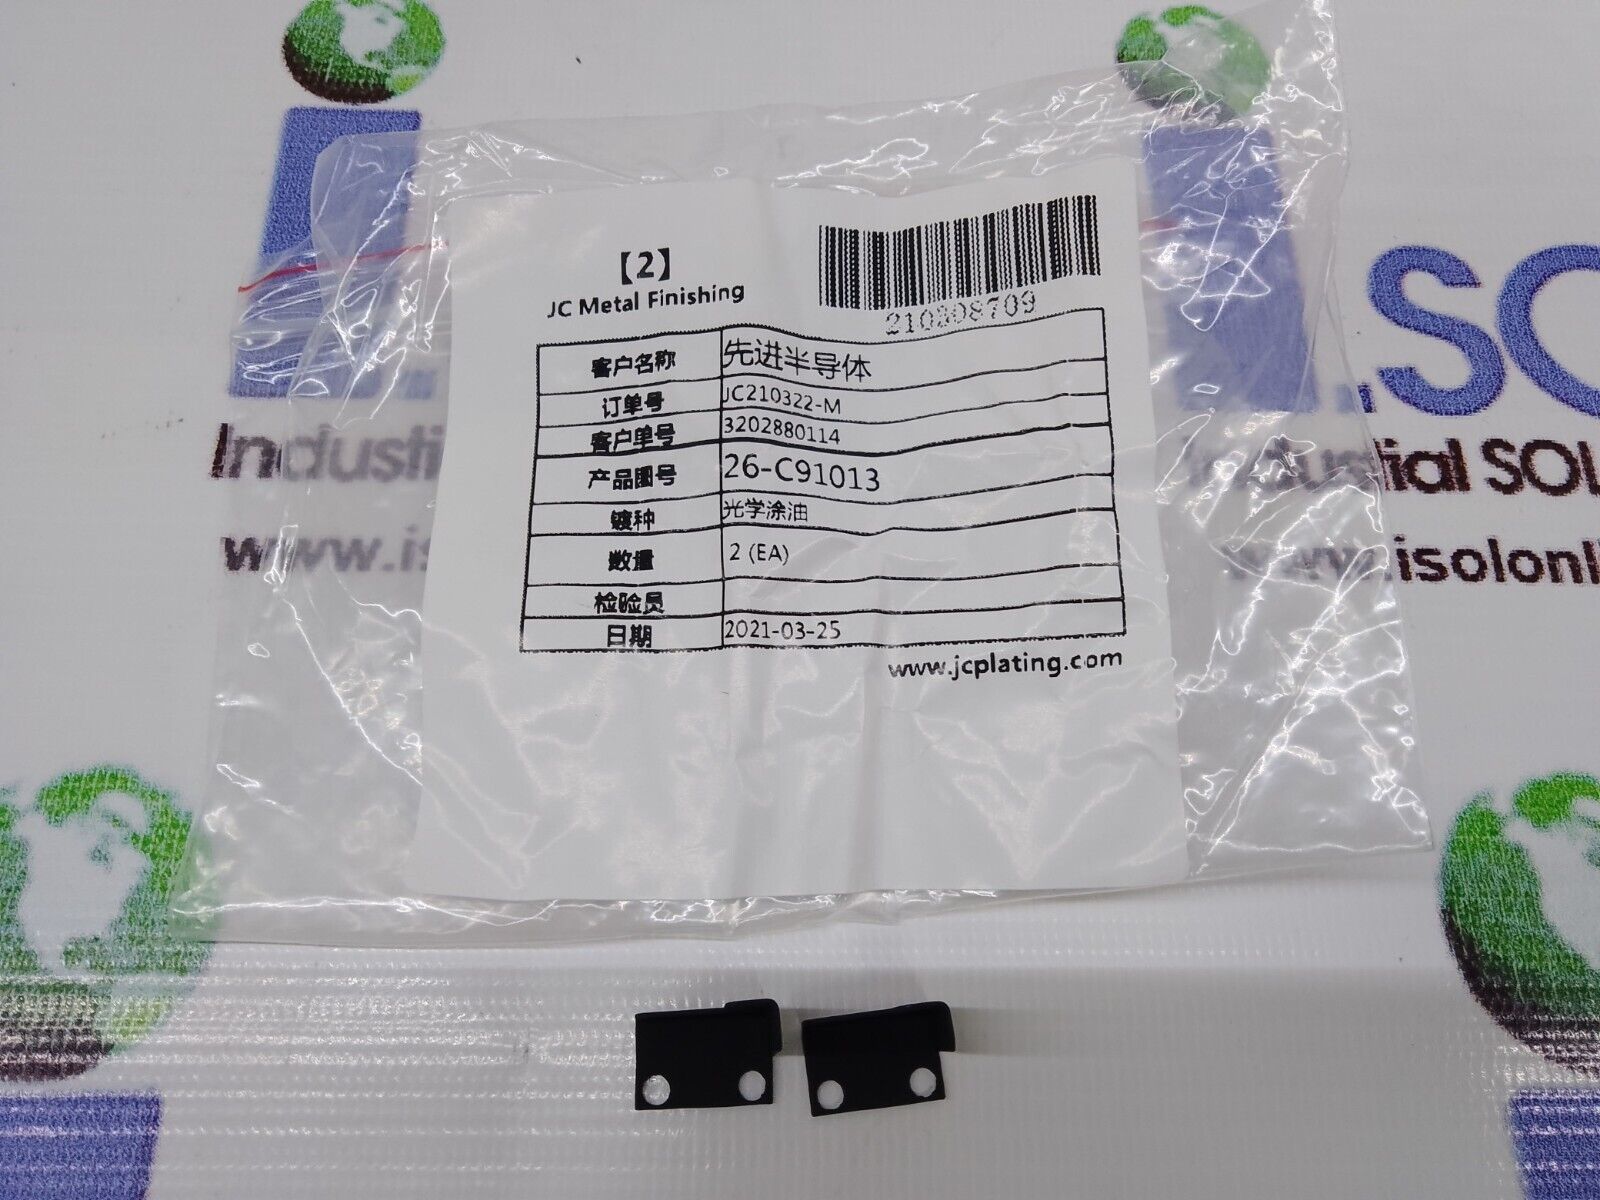 【2】
JC Metal Finishing
210308709
客户名称 先进半导体
订单号 JC210322-M
客户单号 3202880114
产品图号 26-C91013
镀种 光学涂油
数量 2 (EA)
检验员
日期 2021-03-25
www.jcplating.com
i
.SO
Industi
Industial SOL
www.is
www.isolonl